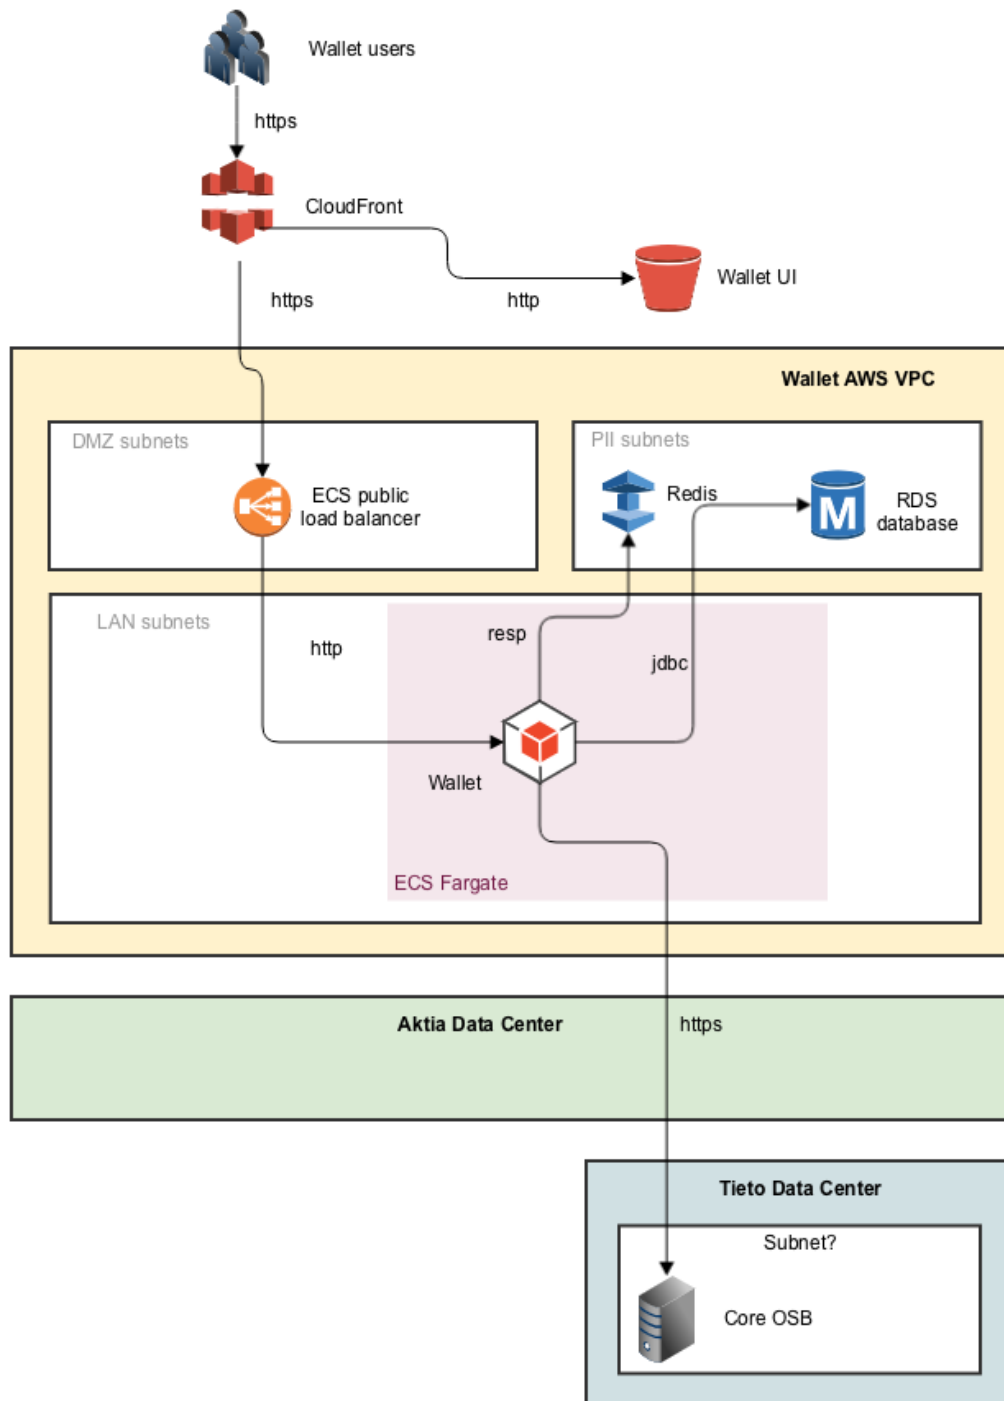 Wallet users
https
CloudFront
Wallet UI
https
http
Wallet AWS VPC
DMZ subnets
PII subnets
ECS public
load balancer
Redis
RDS
database
M
LAN subnets
resp
http
jdbc
Wallet
ECS Fargate
Aktia Data Center
https
Tieto Data Center
Subnet?
Core OSB